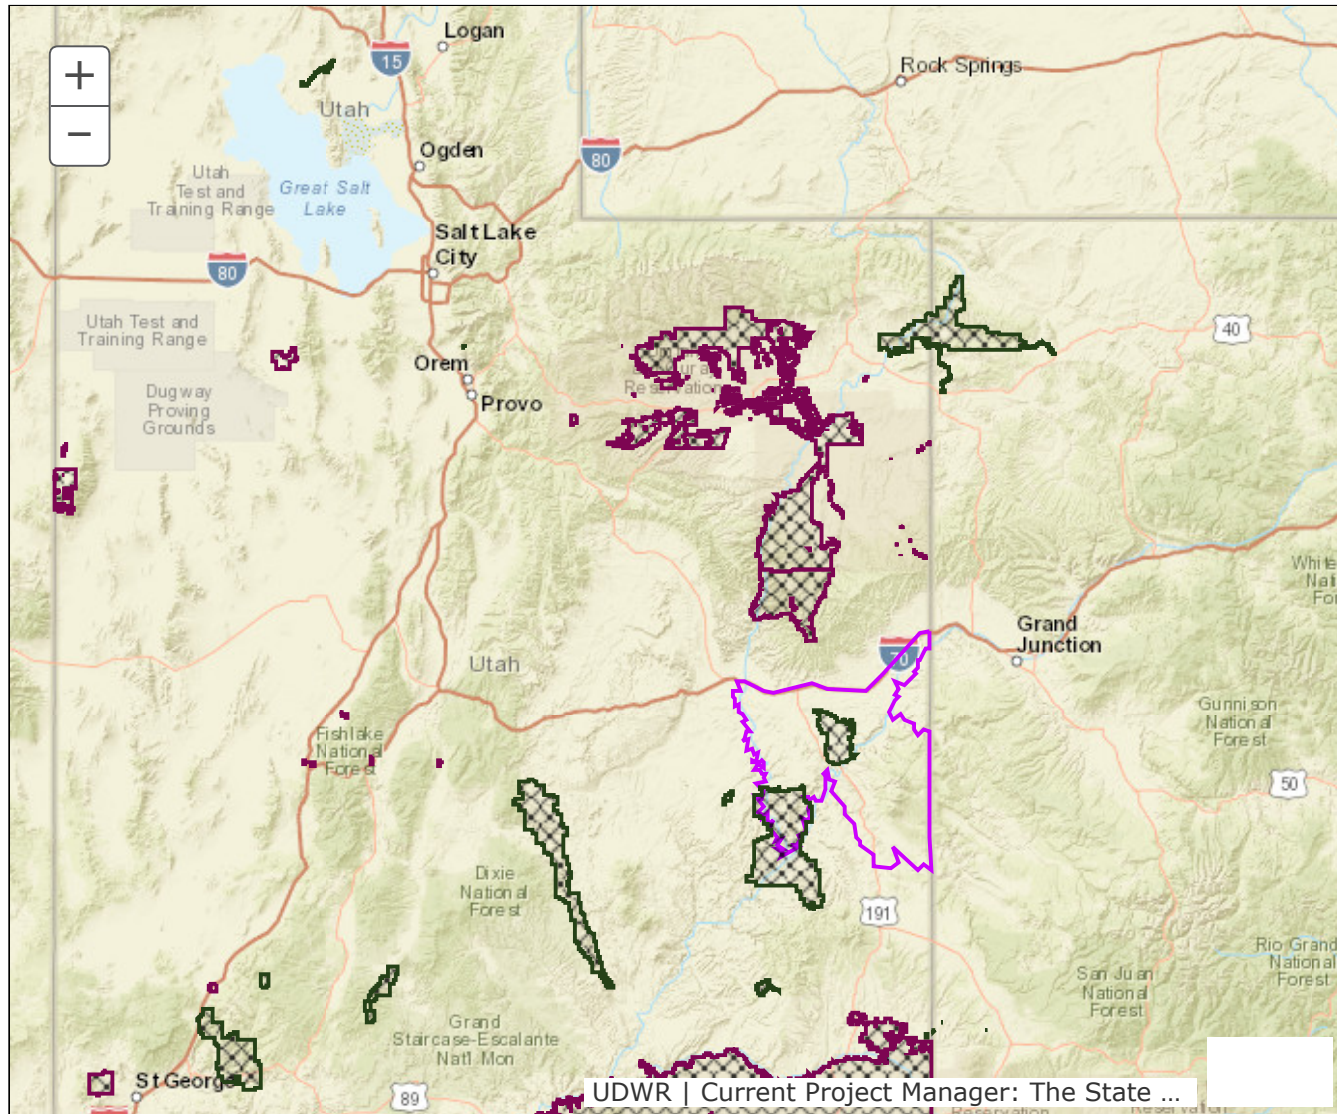 Logan
15
+
Rock Springs
Utah
−
Ogden
80
Utah
Test and
Training Range
Great Salt
Lake
Salt Lake
City
80
Utah Test and
Training Range
40
Orem
Dugway
Proving
Grounds
Provo
White
Grand
Junction
70
Utah
Gunnison
National
Forest
Fishlake
National
Forest
50
Dixie
National
Forest
191
Rio Grand
National
Forest
San Juan
National
Forest
Grand
Staircase-Escalante
Nat'l Mon
St George
89
UDWR | Current Project Manager: The State ...